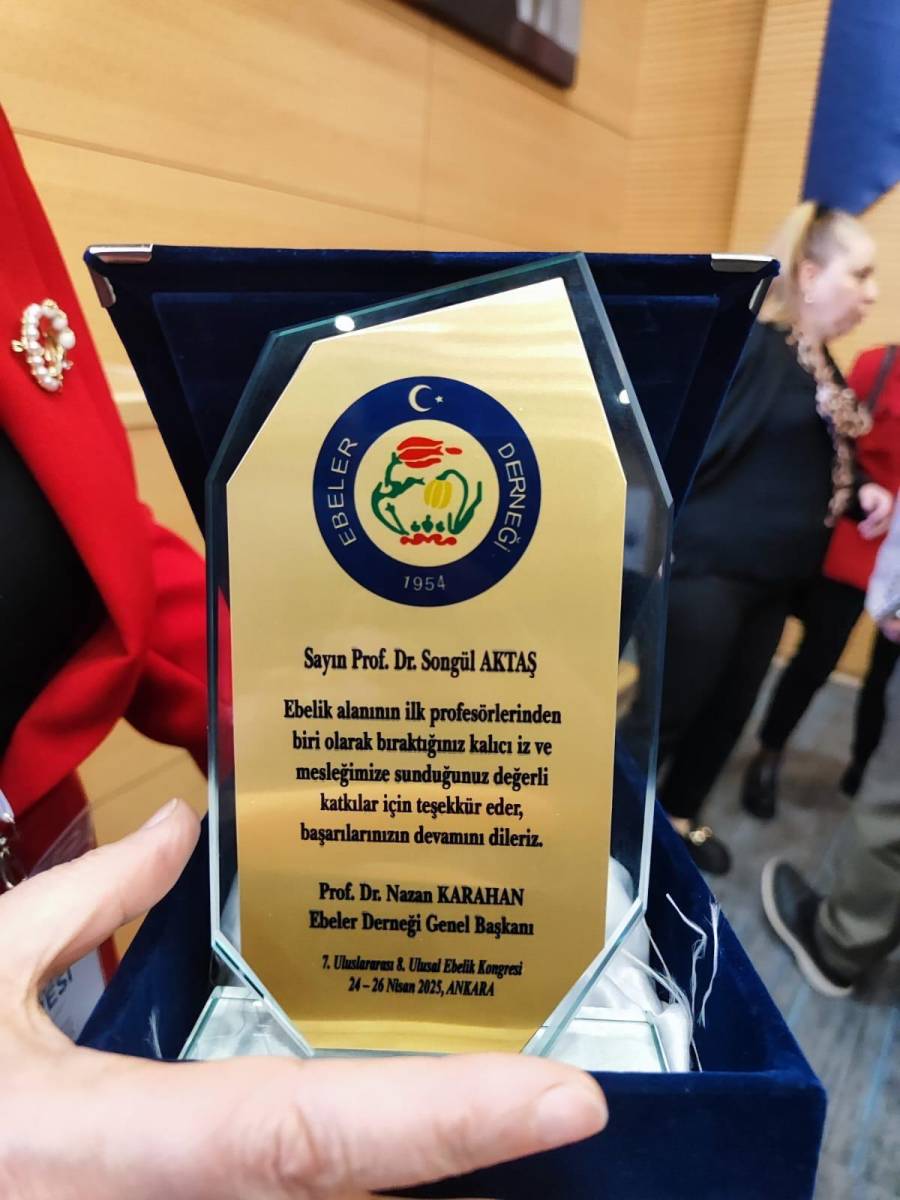 EBELER DERNEĞİ
1954
Sayın Prof. Dr. Songül AKTAŞ
Ebelik alanının ilk profesörlerinden
biri olarak bıraktığınız kalıcı iz ve
mesleğimize sunduğunuz değerli
katkılar için teşekkür eder,
başarılarınızın devamını dileriz.
Prof. Dr. Nazan KARAHAN
Ebeler Derneği Genel Başkanı
7. Uluslararası 8. Ulusal Ebelik Kongresi
24 – 26 Nisan 2025, ANKARA